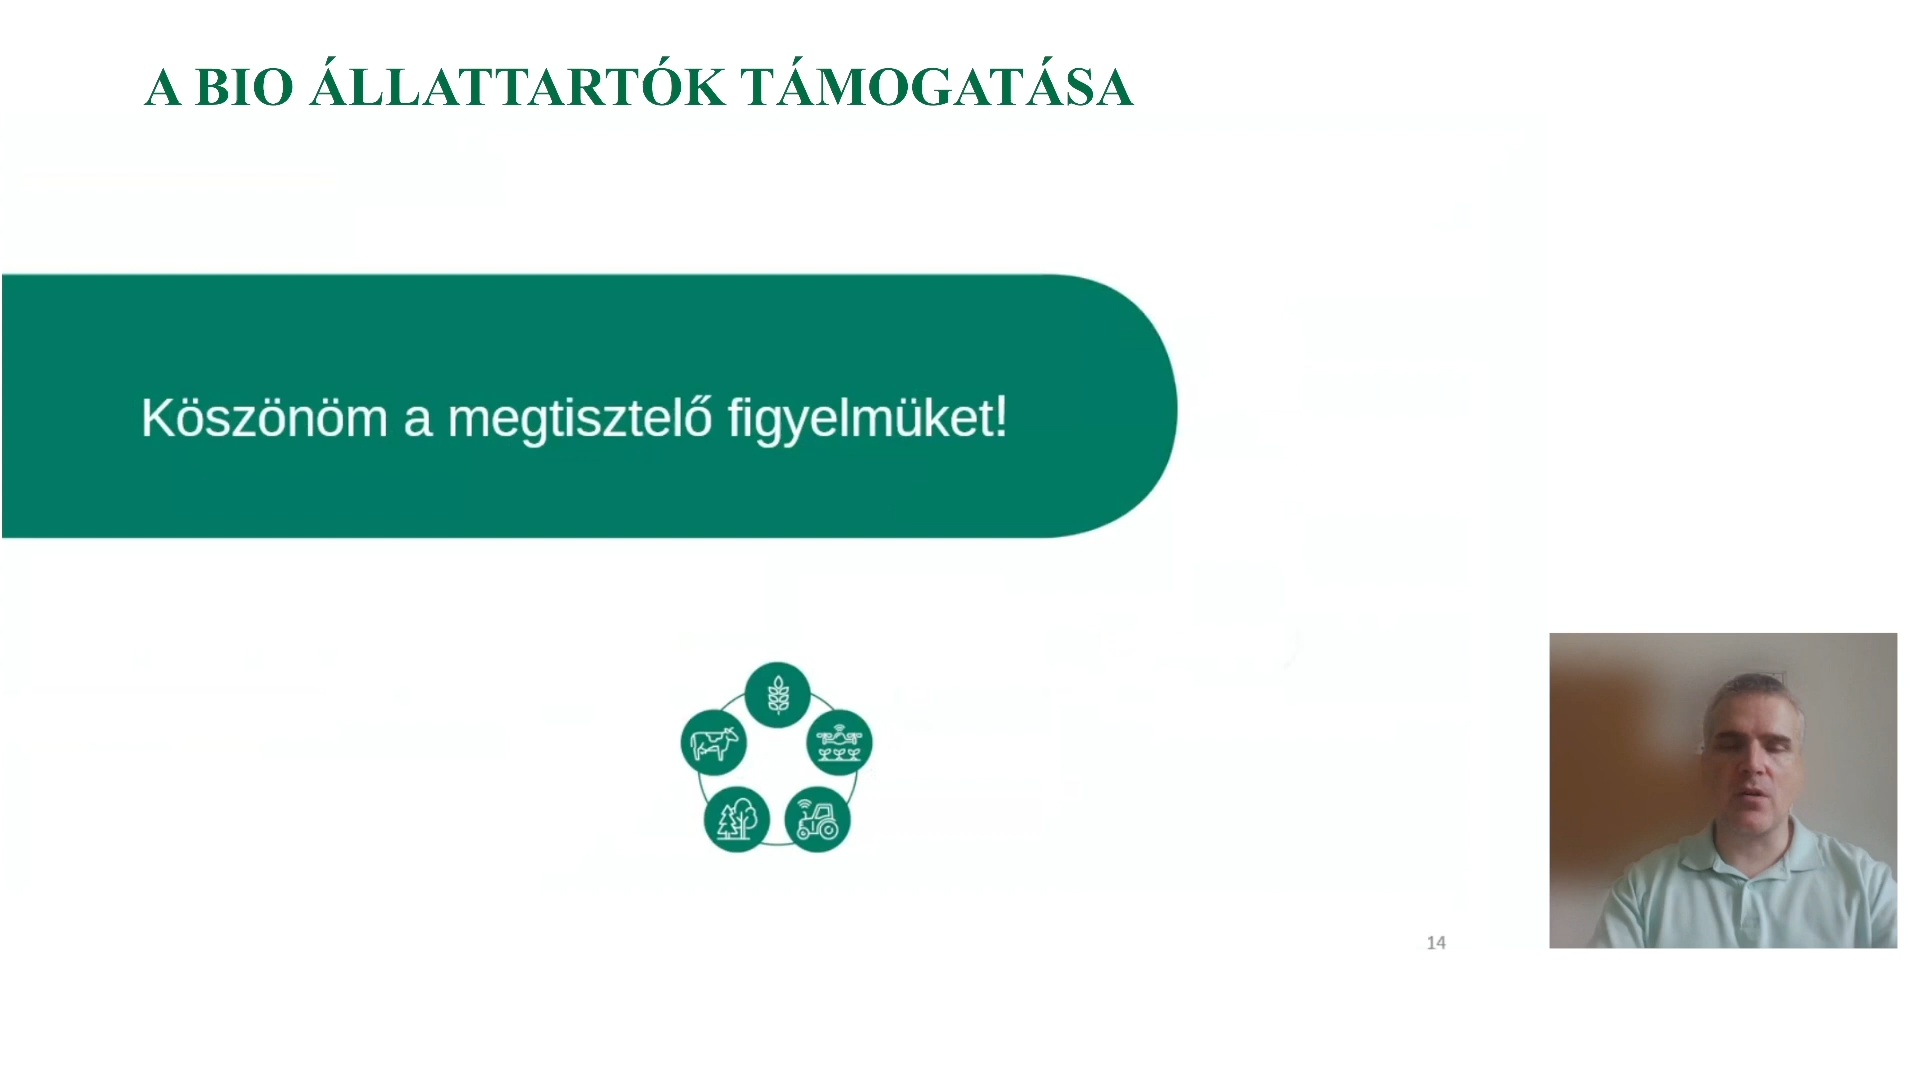 A BIO ÁLLATTARTÓK TÁMOGATÁSA
Köszönöm a megtisztelő figyelmüket!
14